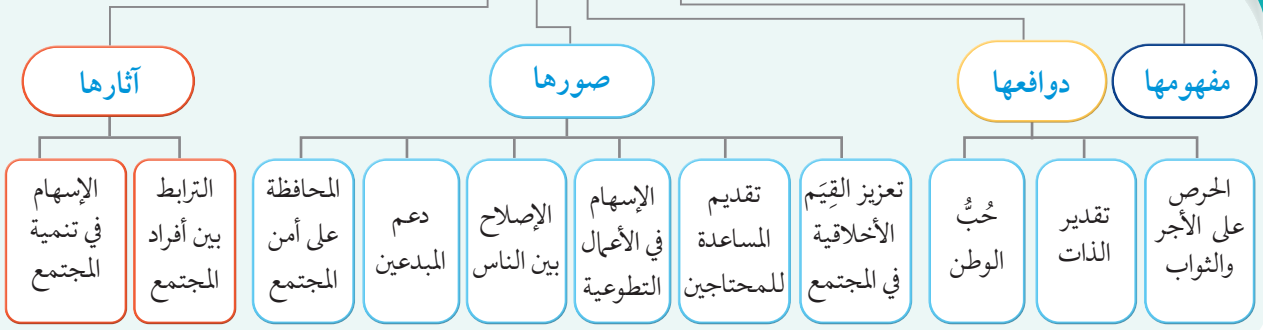 مفهومها
دوافعها
صورها
آثارها
الحرص
على الأجر
والثواب
تقدير
الذات
حُبُّ
الوطن
تعزيز القِيَم
الأخلاقية
في المجتمع
تقديم
المساعدة
للمحتاجين
الإسهام
في الأعمال
التطوعية
الإصلاح
بين الناس
دعم
المبدعين
المحافظة
على أمن
المجتمع
الترابط
بين أفراد
المجتمع
الإسهام
في تنمية
المجتمع